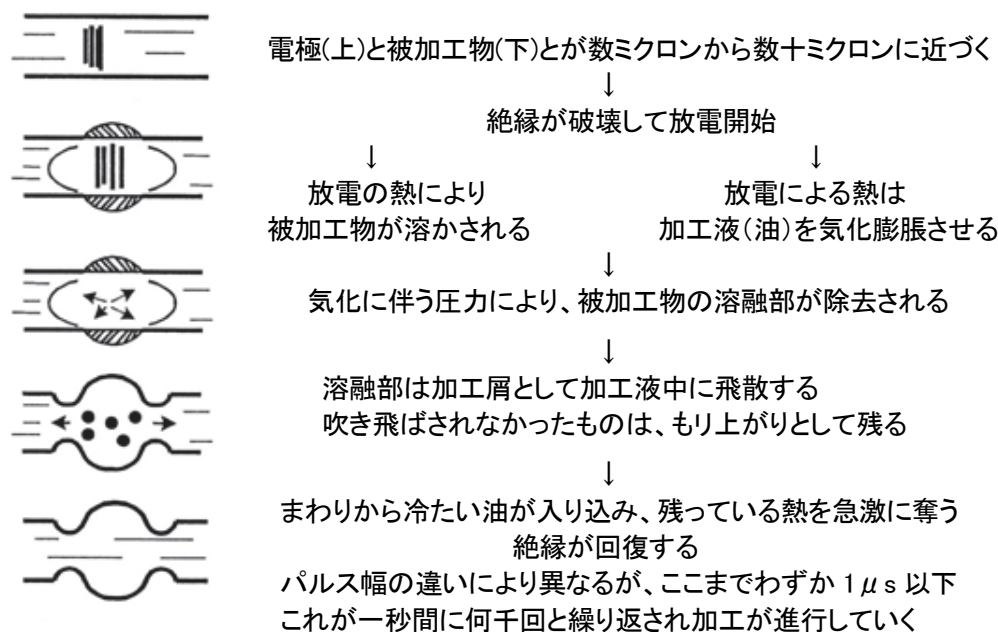 電極(上)と被加工物(下)とが数ミクロンから数十ミクロンに近づく
↓
絶縁が破壊して放電開始
↓ ↓
放電の熱により 放電による熱は
被加工物が溶かされる 加工液(油)を気化膨脹させる
↓
気化に伴う圧力により、被加工物の溶融部が除去される
↓
溶融部は加工屑として加工液中に飛散する
吹き飛ばされなかったものは、もり上がりとして残る
↓
まわりから冷たい油が入り込み、残っている熱を急激に奪う
絶縁が回復する
パルス幅の違いにより異なるが、ここまでわずか1μs以下
これが一秒間に何千回と繰り返され加工が進行していく